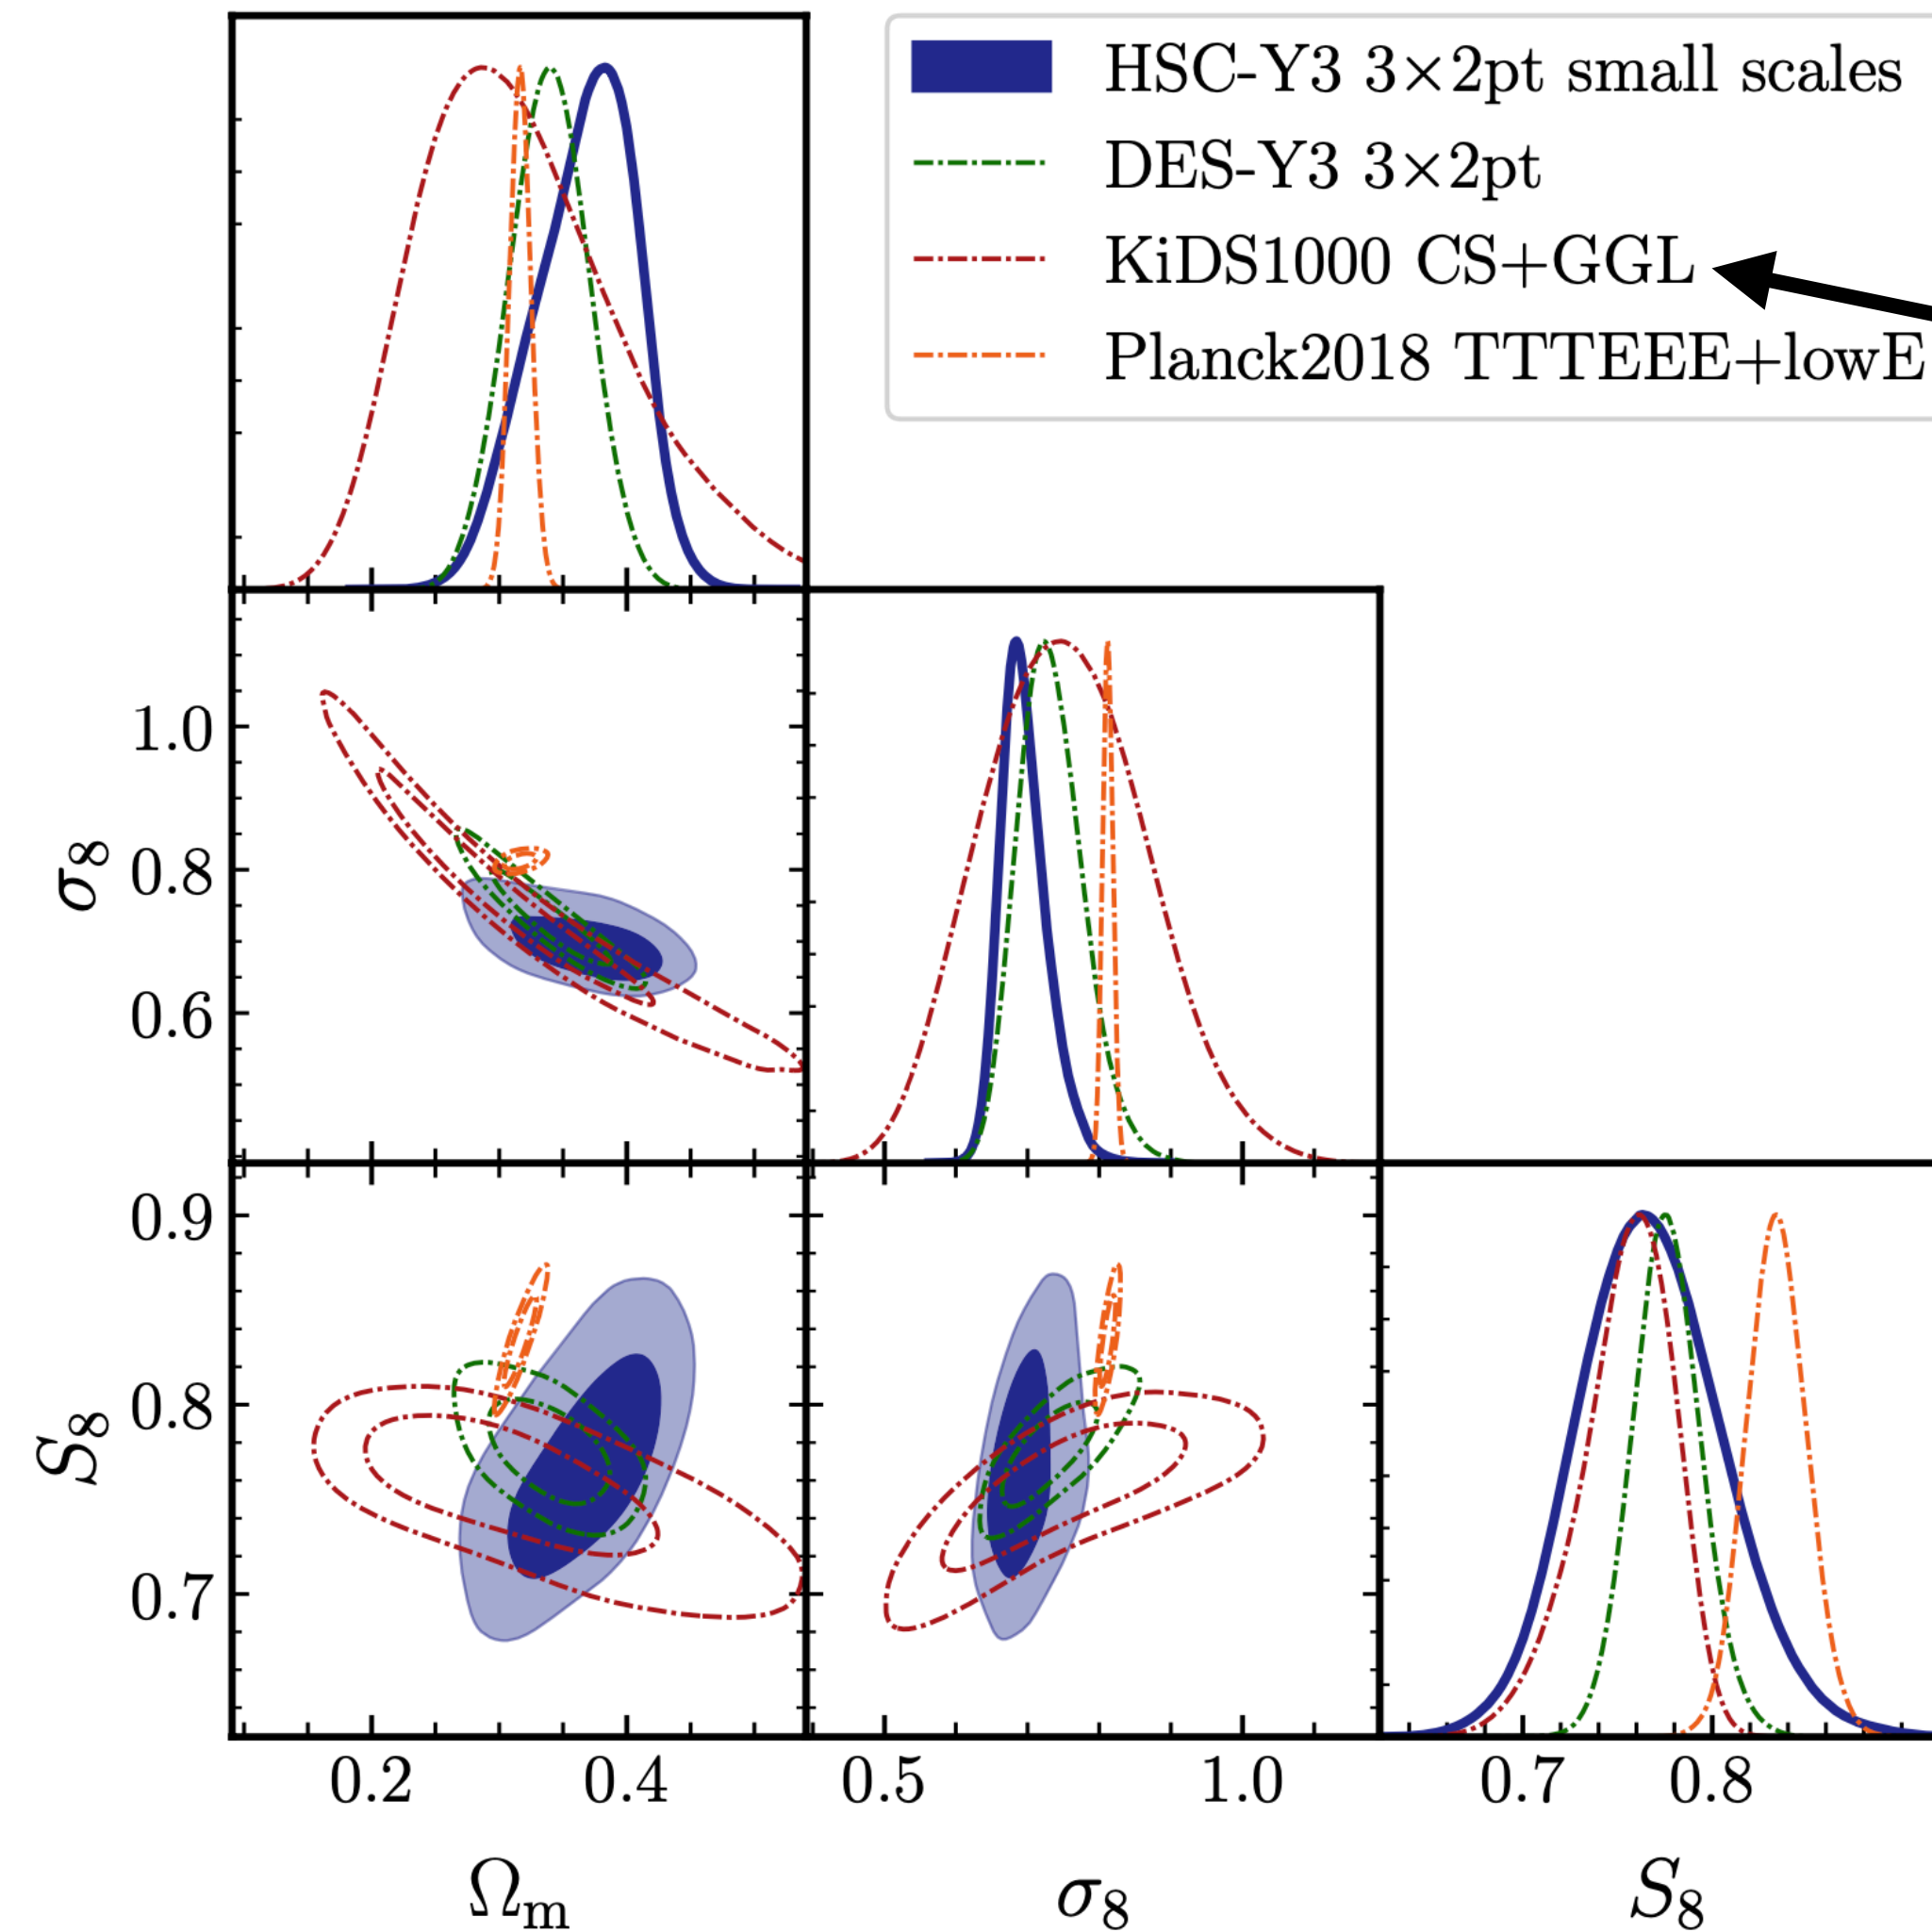 HSC-Y3 3×2pt small scales
DES-Y3 3×2pt
KiDS1000 CS+GGL
Planck2018 TTTEEE+lowE
1.0
σ8
0.8
0.6
0.9
S8
0.8
0.7
0.2 0.4 0.5 1.0 0.7 0.8
Ωm σ8 S8